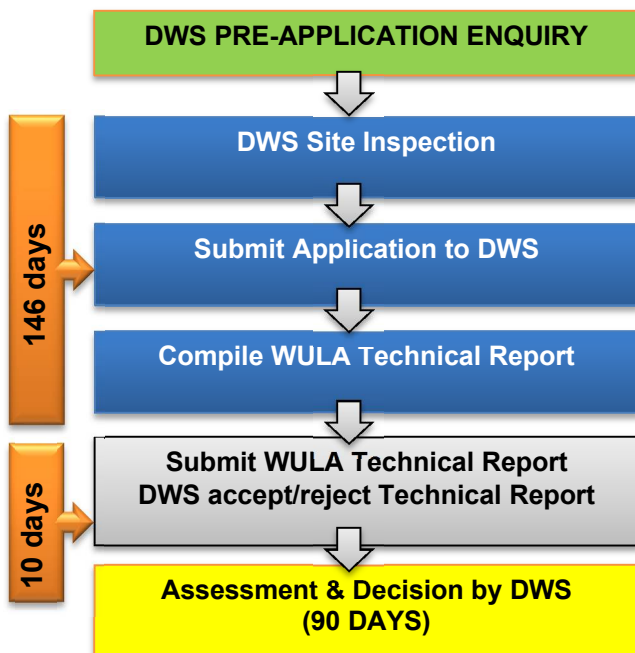 DWS PRE-APPLICATION ENQUIRY
146 days
DWS Site Inspection
Submit Application to DWS
Compile WULA Technical Report
10 days
Submit WULA Technical Report
DWS accept/reject Technical Report
Assessment & Decision by DWS
(90 DAYS)